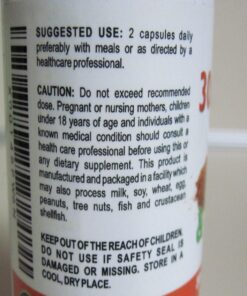 SUGGESTED USE: 2 capsules daily
preferably with meals or as directed by a
healthcare professional.
CAUTION: Do not exceed recommended
dose. Pregnant or nursing mothers, children
under 18 years of age and individuals with a
known medical condition should consult a
health care professional before using this or
any dietary supplement. This product is
manufactured and packaged in a facility which
may also process milk, soy, wheat, egg,
peanuts, tree nuts, fish and crustacean
shellfish.
KEEP OUT OF THE REACH OF CHILDREN.
DO NOT USE IF SAFETY SEAL IS
DAMAGED OR MISSING. STORE IN A
COOL, DRY PLACE.
30